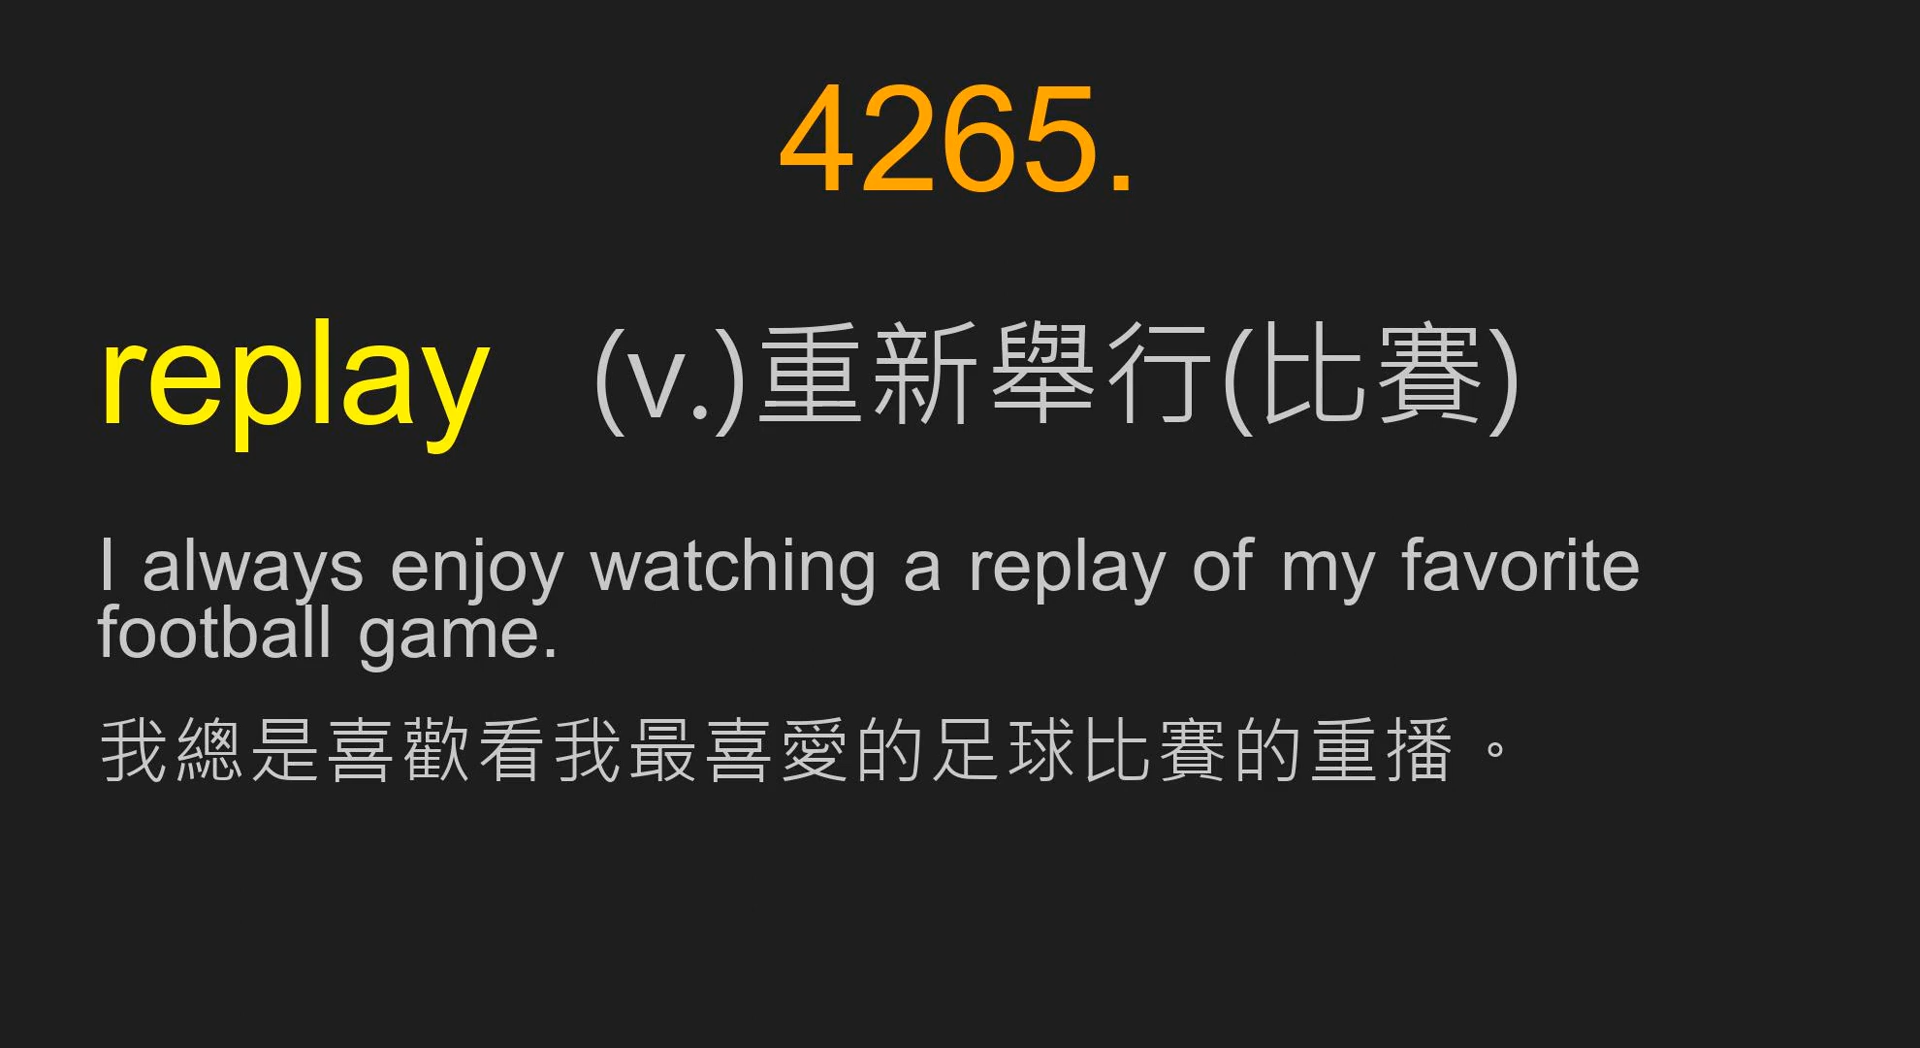 4265.
replay (v.)重新舉行(比賽)
I always enjoy watching a replay of my favorite
football game.
我總是喜歡看我最喜愛的足球比賽的重播。